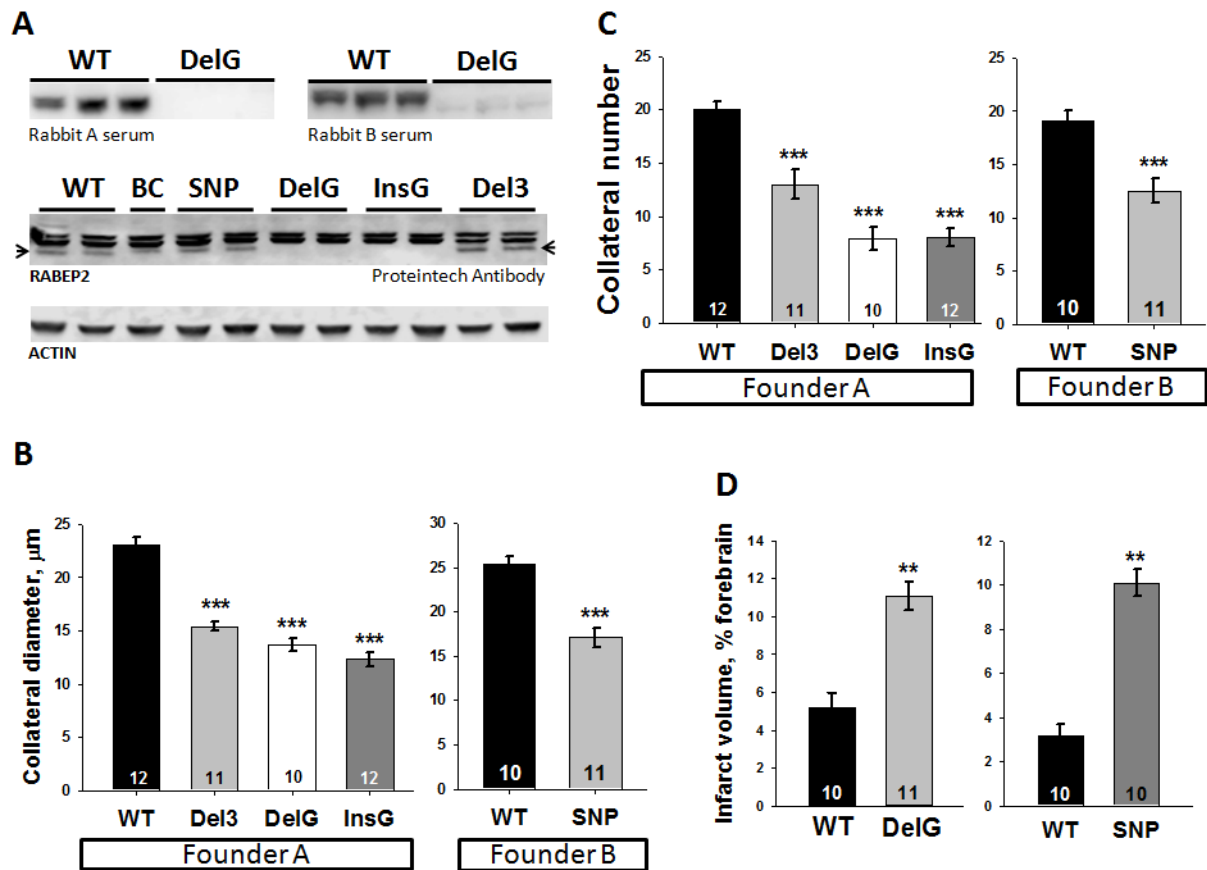 A
WT DelG WT DelG
Rabbit A serum Rabbit B serum
WT BC SNP DelG InsG Del3
RABEP2 Proteintech Antibody
ACTIN
B
Collateral diameter, μm
25
20
15
10
5
0
*** *** ***
12 11 10 12
WT Del3 DelG InsG
Founder A
30
25
20
15
10
5
0
***
10 11
WT SNP
Founder B
C
Collateral number
25
20
15
10
5
0
*** *** ***
12 11 10 12
WT Del3 DelG InsG
Founder A
25
20
15
10
5
0
***
10 11
WT SNP
Founder B
D
Infarct volume, % forebrain
14
12
10
8
6
4
2
0
**
10 11
WT DelG
12
10
8
6
4
2
0
**
10 10
WT SNP